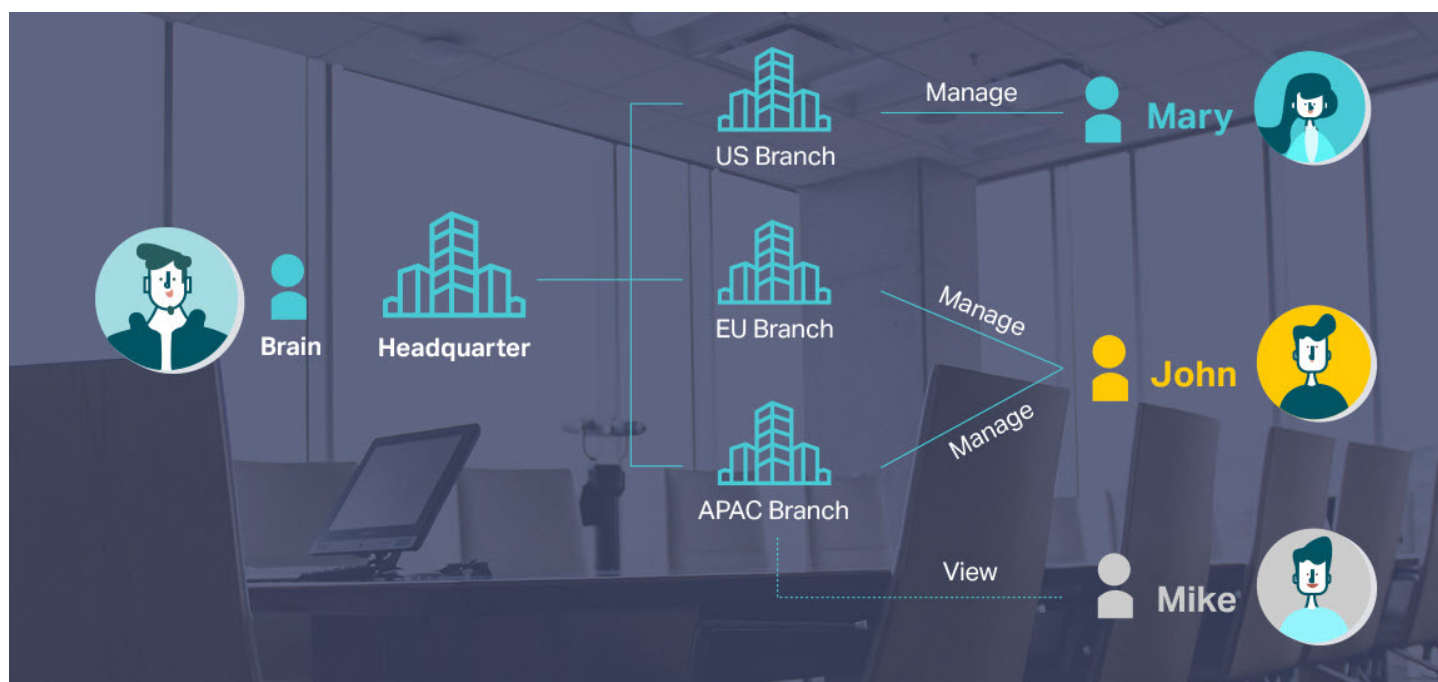 Manage
Mary
US Branch
Manage
EU Branch
Brain
Headquarter
John
Manage
APAC Branch
View
Mike